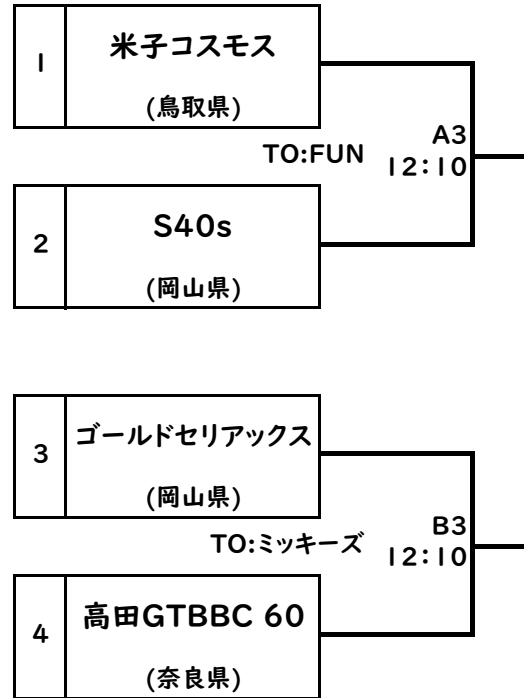 1
米子コスモス
(鳥取県)
TO:FUN
A3
12:10
2
S40s
(岡山県)
3
ゴールドセリアックス
(岡山県)
TO:ミッキーズ
B3
12:10
4
高田GTBBC 60
(奈良県)